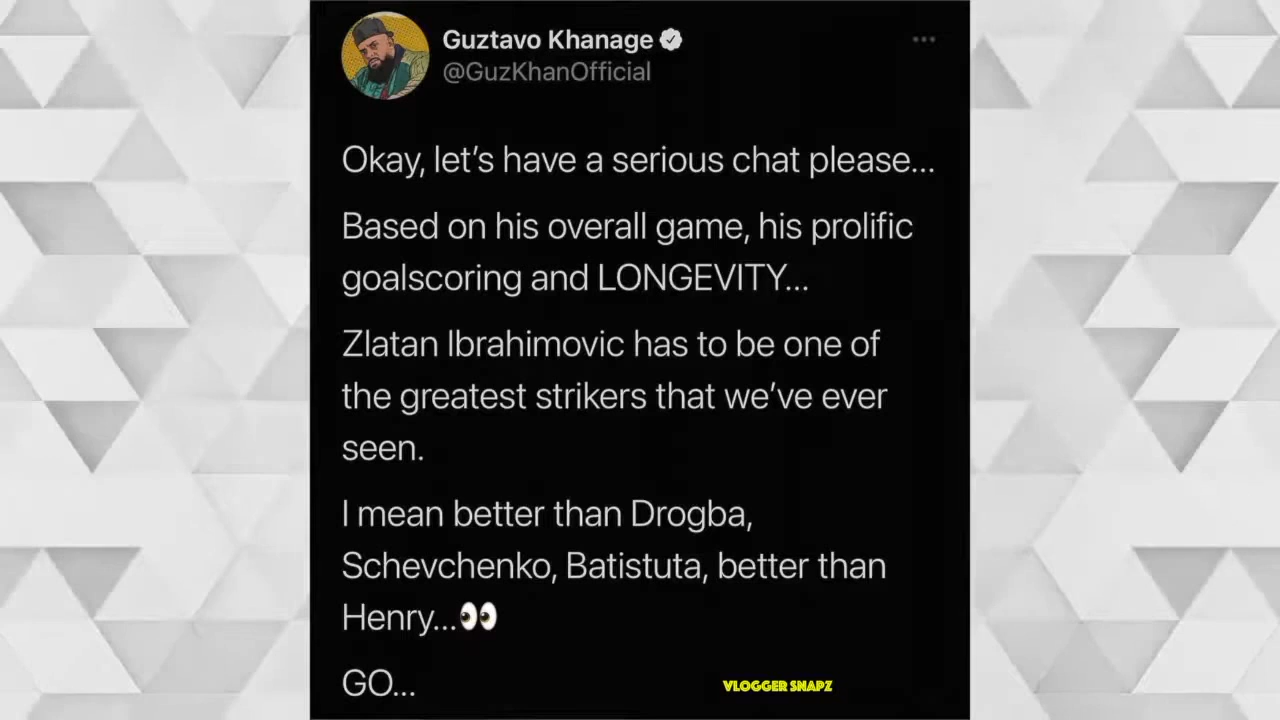 Guztavo Khanage
@GuzKhanOfficial
Okay, let’s have a serious chat please...
Based on his overall game, his prolific
goalscoring and LONGEVITY...
Zlatan Ibrahimovic has to be one of
the greatest strikers that we’ve ever
seen.
I mean better than Drogba,
Schevchenko, Batistuta, better than
Henry...👀
GO...
VLOGGER SNAPZ